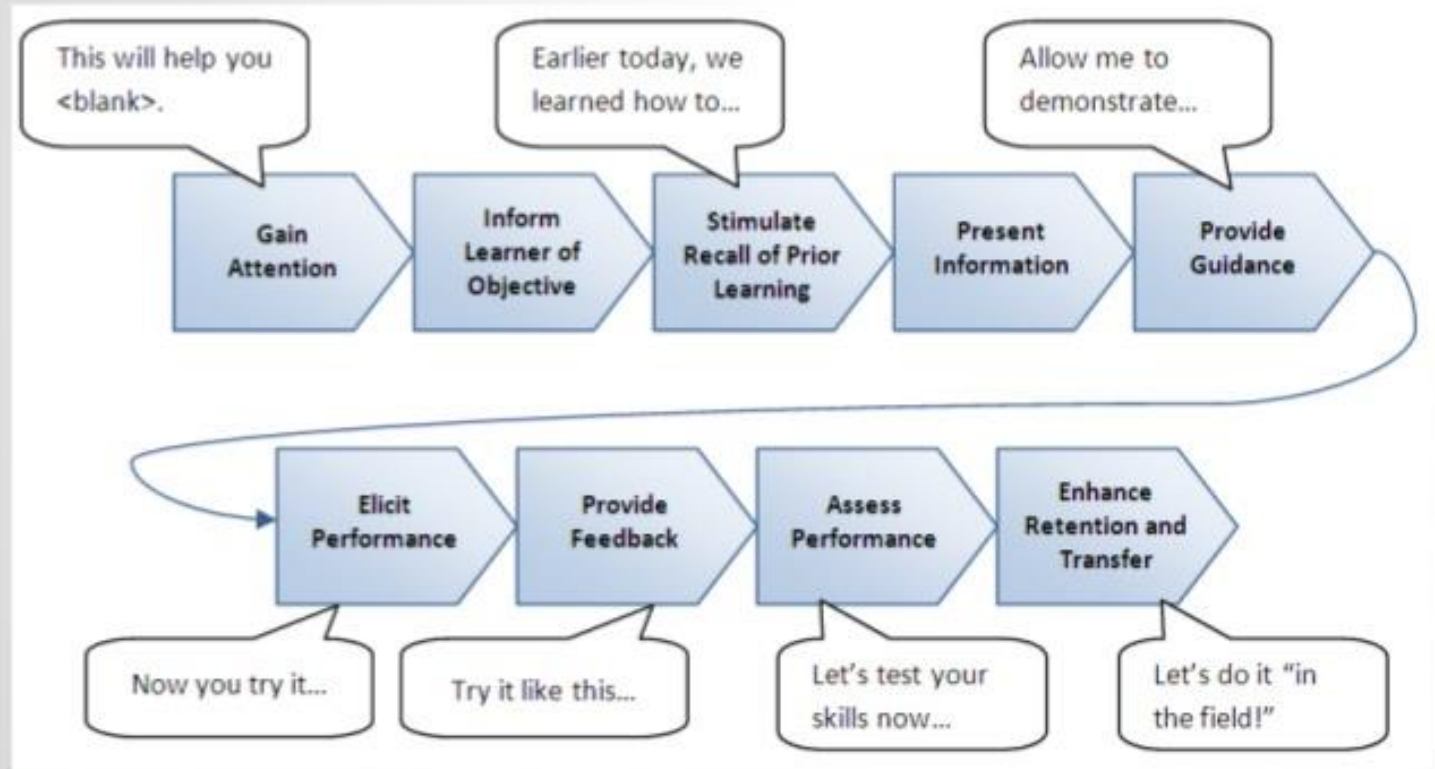 This will help you
<blank>.
Earlier today, we
learned how to...
Allow me to
demonstrate...
Gain
Attention
Inform
Learner of
Objective
Stimulate
Recall of Prior
Learning
Present
Information
Provide
Guidance
Elicit
Performance
Provide
Feedback
Assess
Performance
Enhance
Retention and
Transfer
Now you try it...
Try it like this...
Let's test your
skills now...
Let's do it "in
the field!"